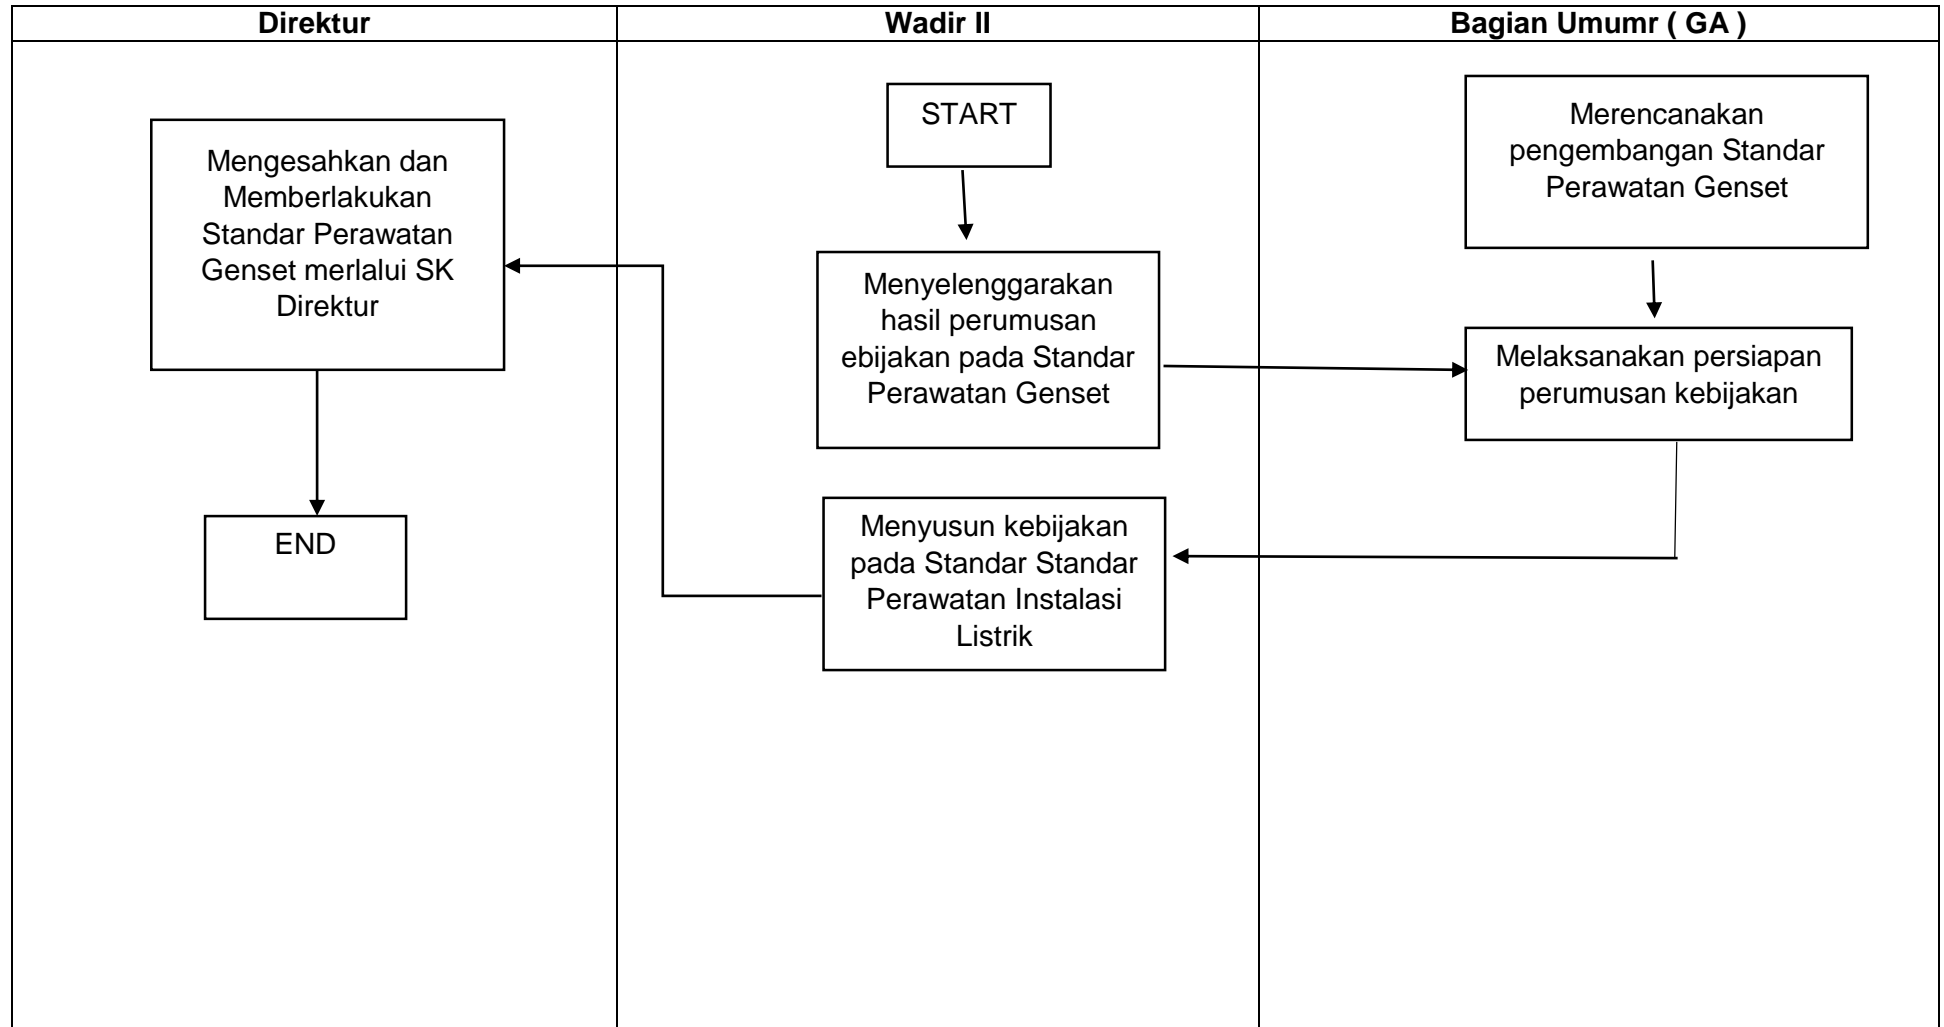 Direktur
Wadir II
Bagian Umumr ( GA )
Mengesahkan dan
Memberlakukan
Standar Perawatan
Genset merlalui SK
Direktur
END
START
Menyelenggarakan
hasil perumusan
ebijakan pada Standar
Perawatan Genset
Menyusun kebijakan
pada Standar Standar
Perawatan Instalasi
Listrik
Merencanakan
pengembangan Standar
Perawatan Genset
Melaksanakan persiapan
perumusan kebijakan